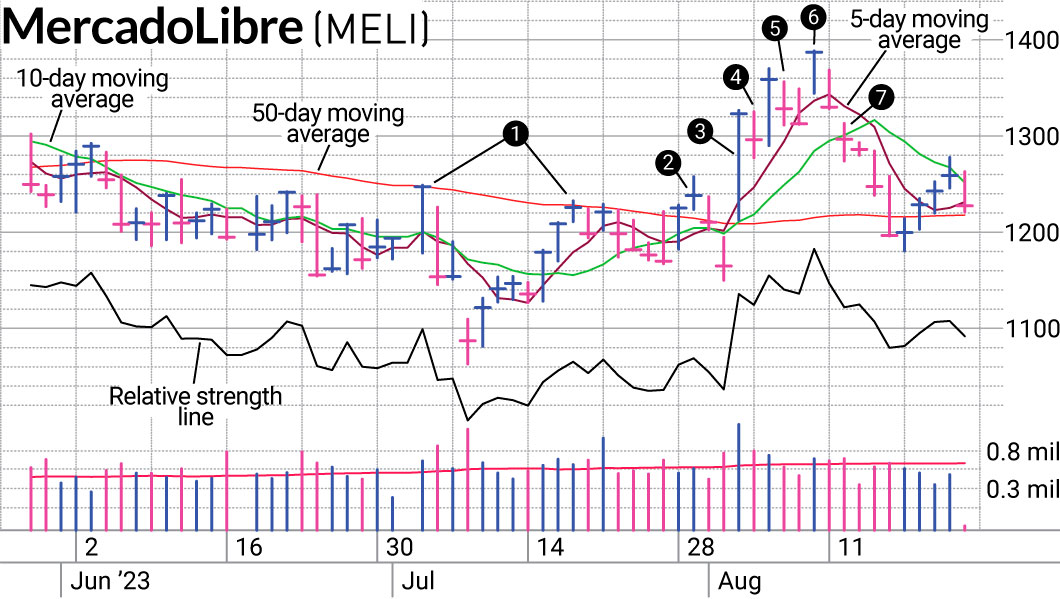 MercadoLibre (MELI)
10-day moving
average
50-day moving
average
5-day moving
average
1
2
3
4
5
6
7
1400
1300
1200
1100
Relative strength
line
0.8 mil
0.3 mil
2
16
30
14
28
11
Jun ’23
Jul
Aug